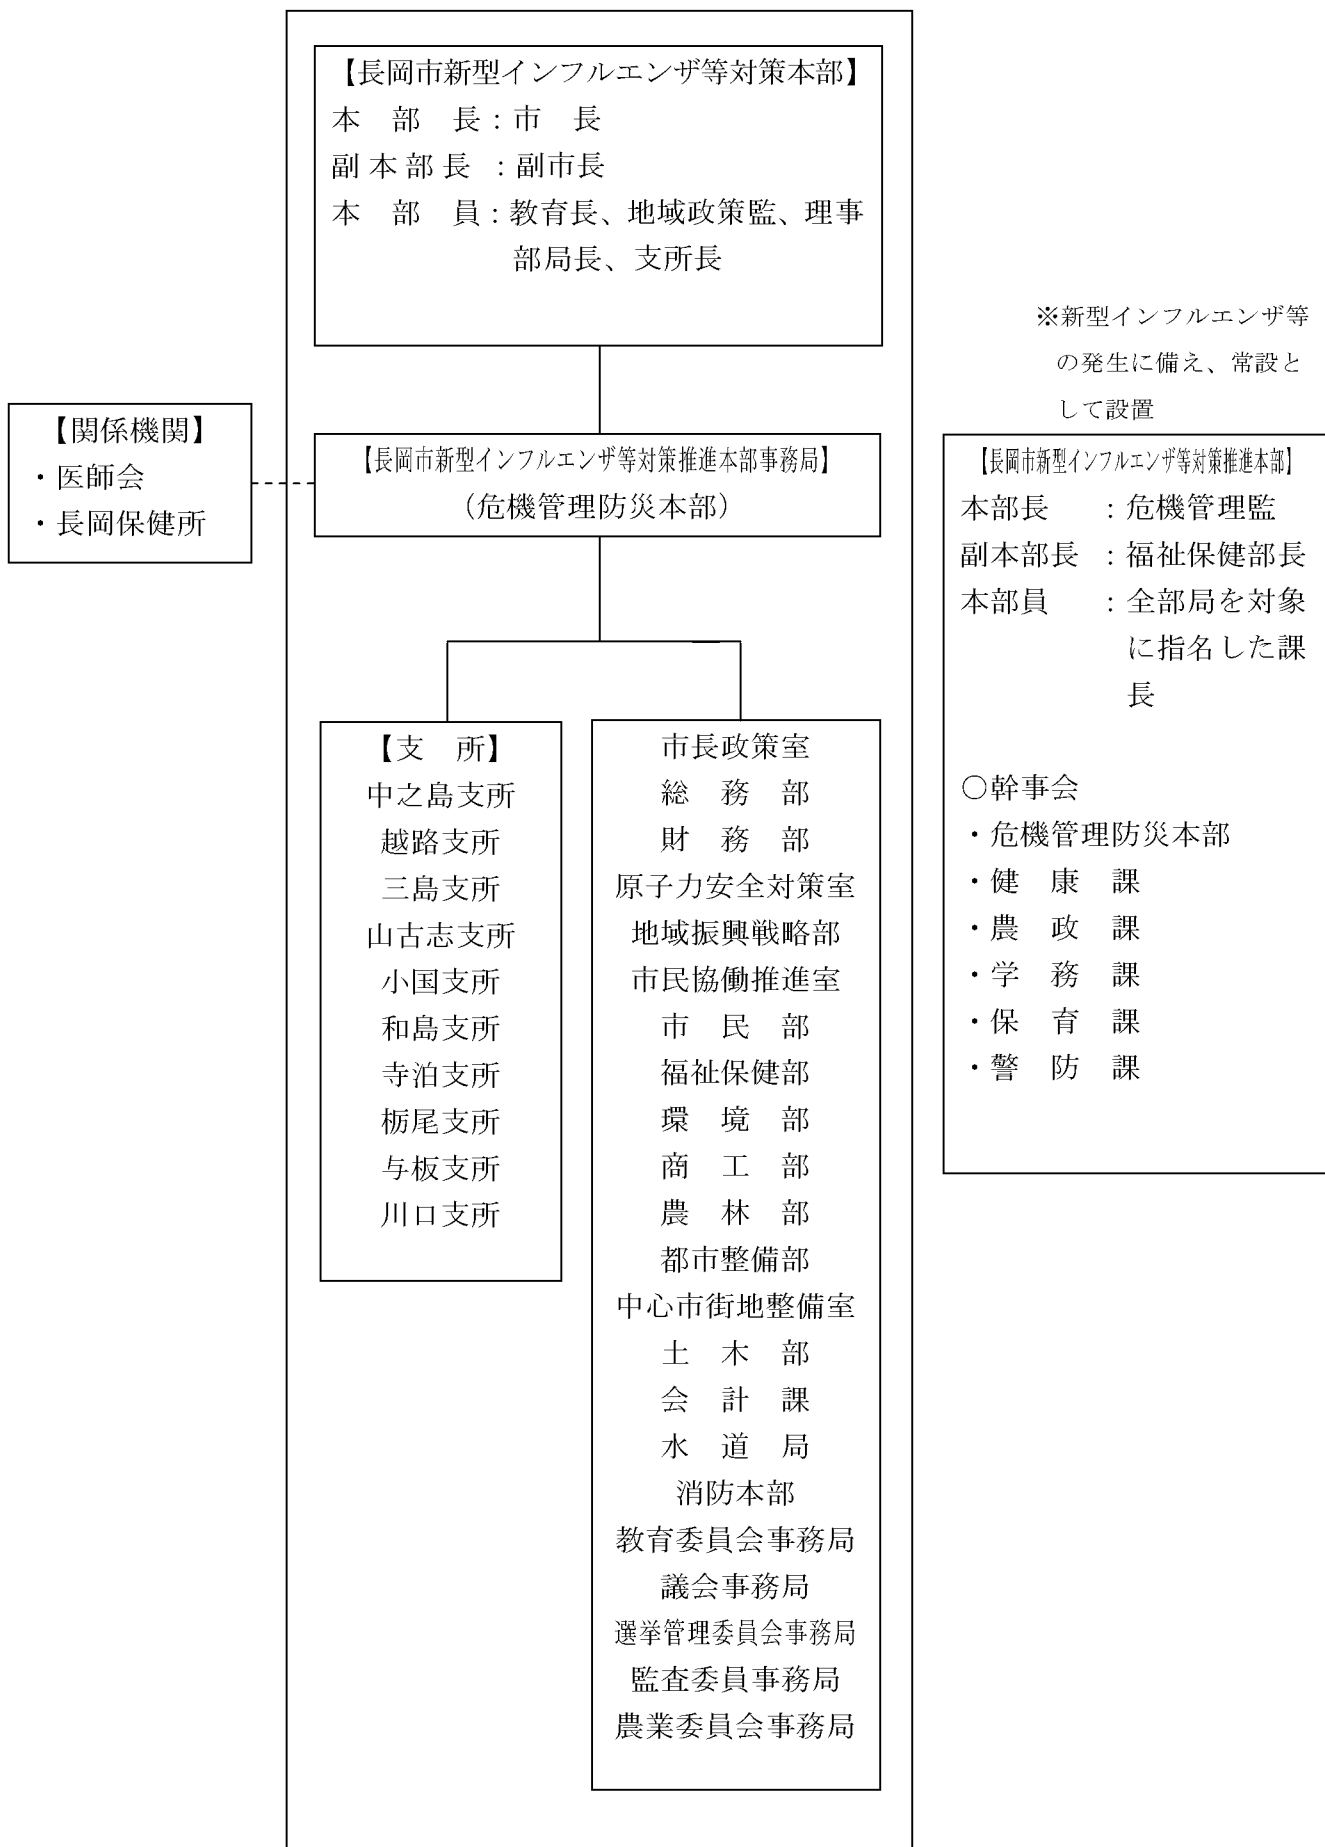 【長岡市新型インフルエンザ等対策本部】
本　部　長：市　長
副本部長：副市長
本　部　員：教育長、地域政策監、理事
部局長、支所長
※新型インフルエンザ等
の発生に備え、常設と
して設置
【関係機関】
・医師会
・長岡保健所
【長岡市新型インフルエンザ等対策推進本部事務局】
（危機管理防災本部）
【長岡市新型インフルエンザ等対策推進本部】
本部長　：危機管理監
副本部長：福祉保健部長
本部員　：全部局を対象
に指名した課
長
○幹事会
・危機管理防災本部
・健　康　課
・農　政　課
・学　務　課
・保　育　課
・警　防　課
【支　所】
中之島支所
越路支所
三島支所
山古志支所
小国支所
和島支所
寺泊支所
栃尾支所
与板支所
川口支所
市長政策室
総　務　部
財　務　部
原子力安全対策室
地域振興戦略部
市民協働推進室
市　民　部
福祉保健部
環　境　部
商　工　部
農　林　部
都市整備部
中心市街地整備室
土　木　部
会　計　課
水　道　局
消防本部
教育委員会事務局
議会事務局
選挙管理委員会事務局
監査委員事務局
農業委員会事務局